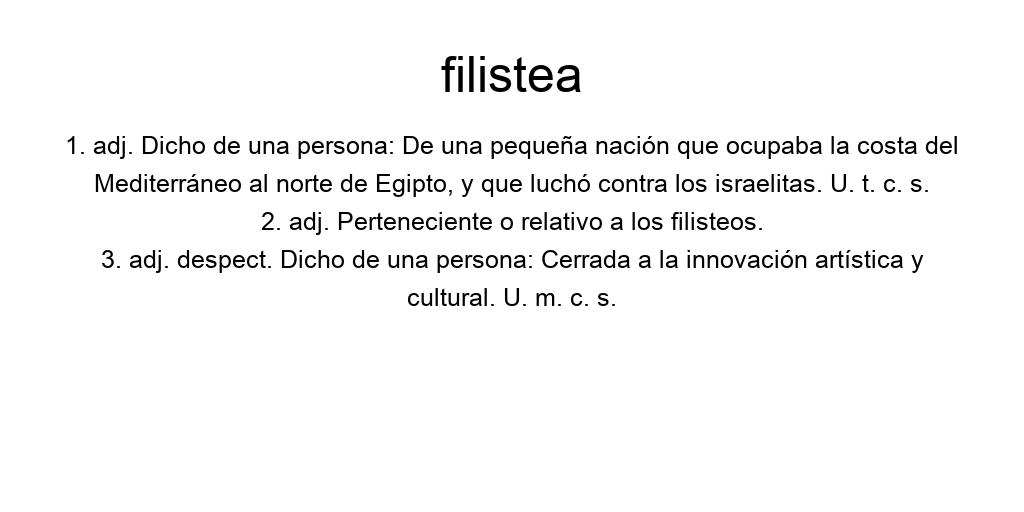 filistea
1. adj. Dicho de una persona: De una pequeña nación que ocupaba la costa del
Mediterráneo al norte de Egipto, y que luchó contra los israelitas. U. t. c. s.
2. adj. Perteneciente o relativo a los filisteos.
3. adj. despect. Dicho de una persona: Cerrada a la innovación artística y
cultural. U. m. c. s.